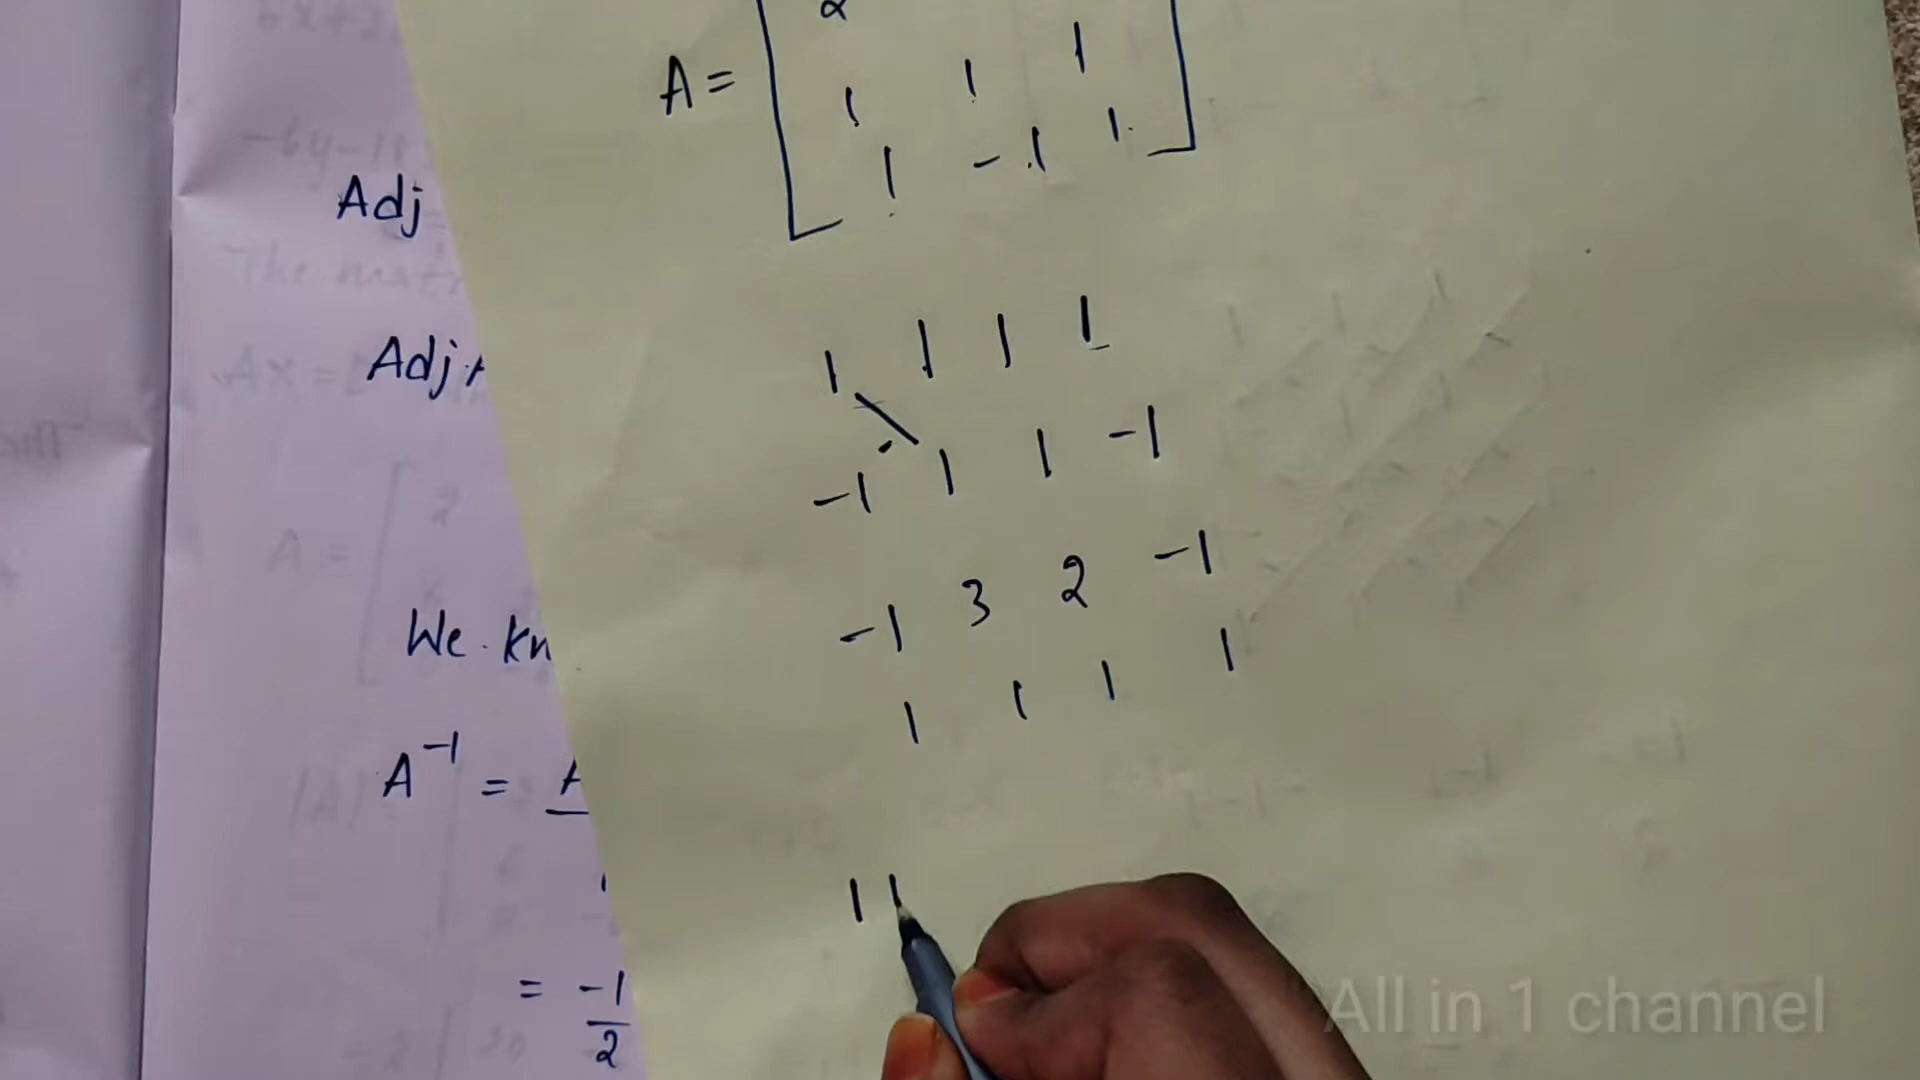 2
A = 1 1 1
1 -1 1
1 1 1 1
-1 1 1 -1
-1 3 2 -1
1 1 1 1
1 1
Adj
Adj.A
We kn
A⁻¹ = A
= -1/2
All in 1 channel